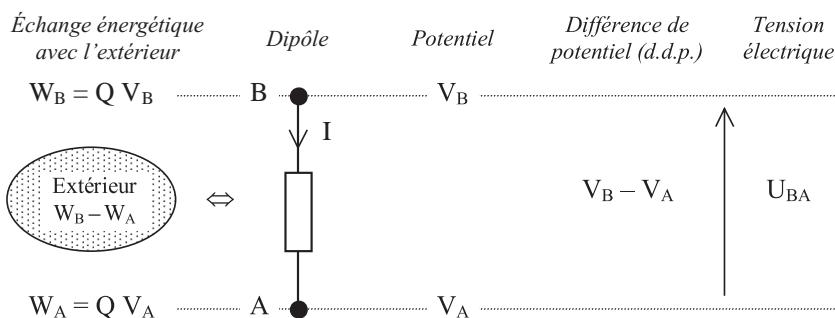 Échange énergétique
avec l'extérieur
Dipôle
Potentiel
Différence de
potentiel (d.d.p.)
Tension
électrique
W_B = Q V_B
B
V_B
I
Extérieur
W_B – W_A
⇔
V_B – V_A
U_BA
W_A = Q V_A
A
V_A